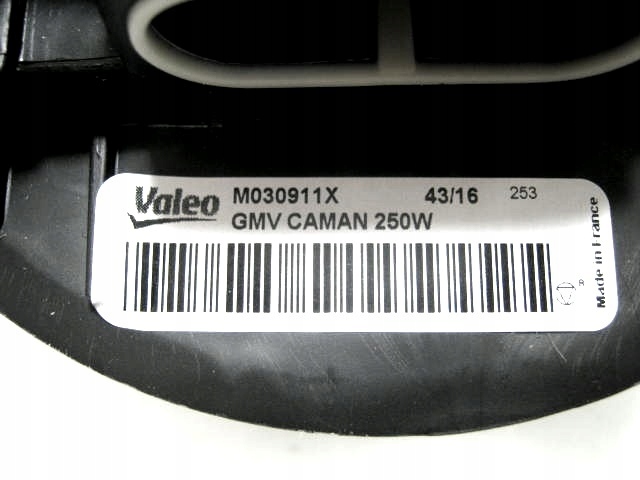 Valeo M030911X 43/16 253
GMV CAMAN 250W
Made in France
®